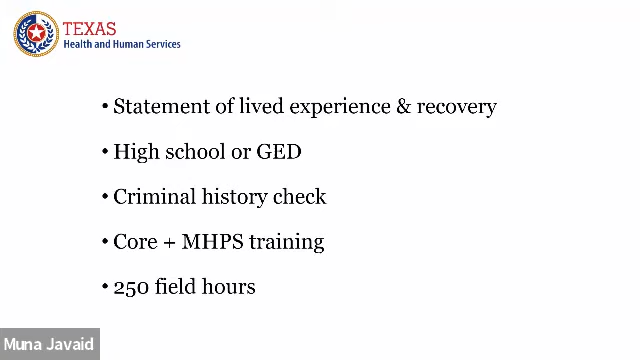 TEXAS
Health and Human Services
• Statement of lived experience & recovery
• High school or GED
• Criminal history check
• Core + MHPS training
• 250 field hours
Muna Javaid